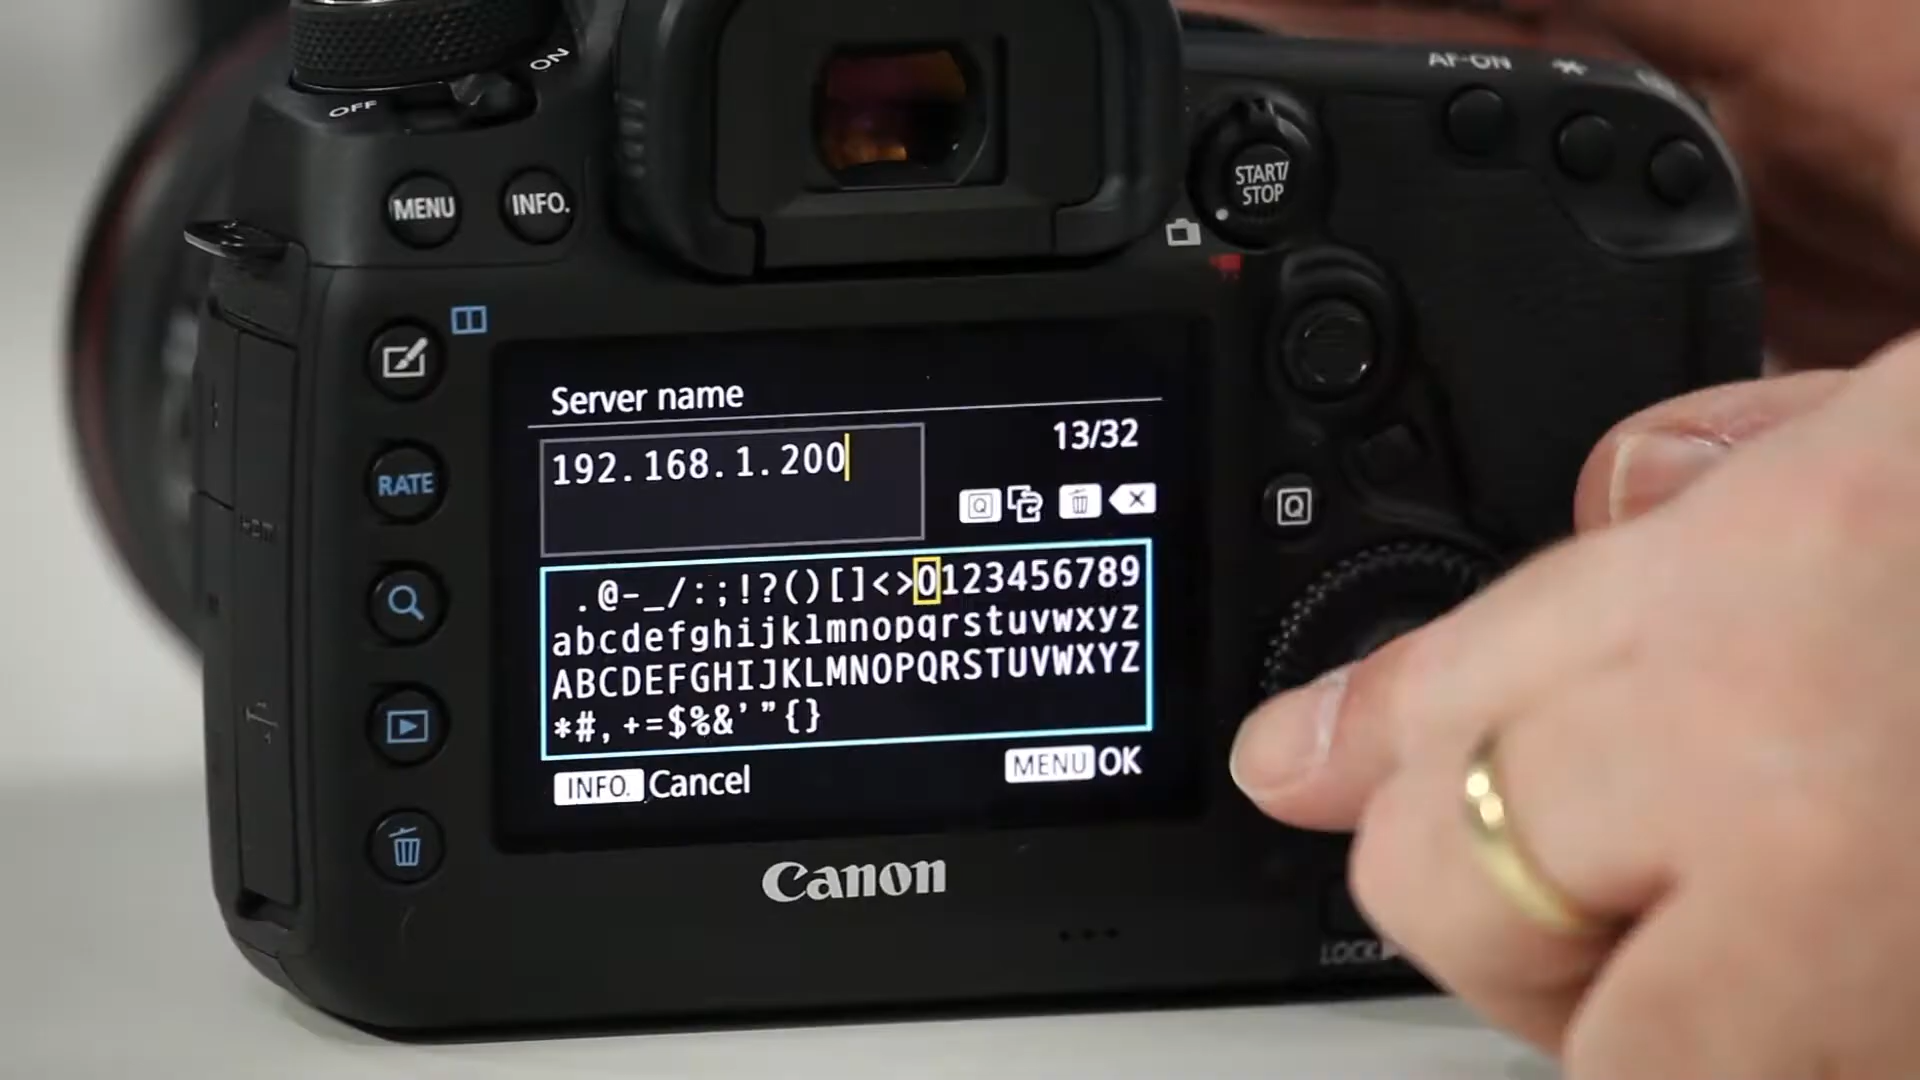 ON
OFF
AF-ON
MENU
INFO.
START/
STOP
RATE
Q
Server name
192.168.1.200
13/32
Q
.@-_/:;!?()[]<>0123456789
abcdefghijklmnopqrstuvwxyz
ABCDEFGHIJKLMNOPQRSTUVWXYZ
*#,+=$%&'"{}
INFO. Cancel
MENU OK
Canon
LOCK